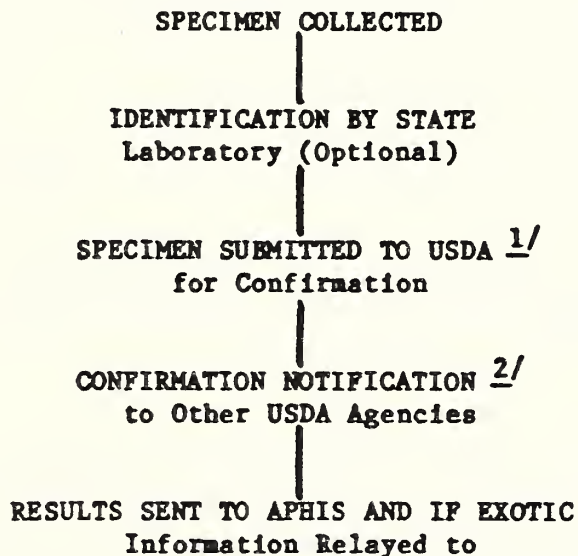 SPECIMEN COLLECTED
IDENTIFICATION BY STATE
Laboratory (Optional)
SPECIMEN SUBMITTED TO USDA 1/
for Confirmation
CONFIRMATION NOTIFICATION 2/
to Other USDA Agencies
RESULTS SENT TO APHIS AND IF EXOTIC
Information Relayed to